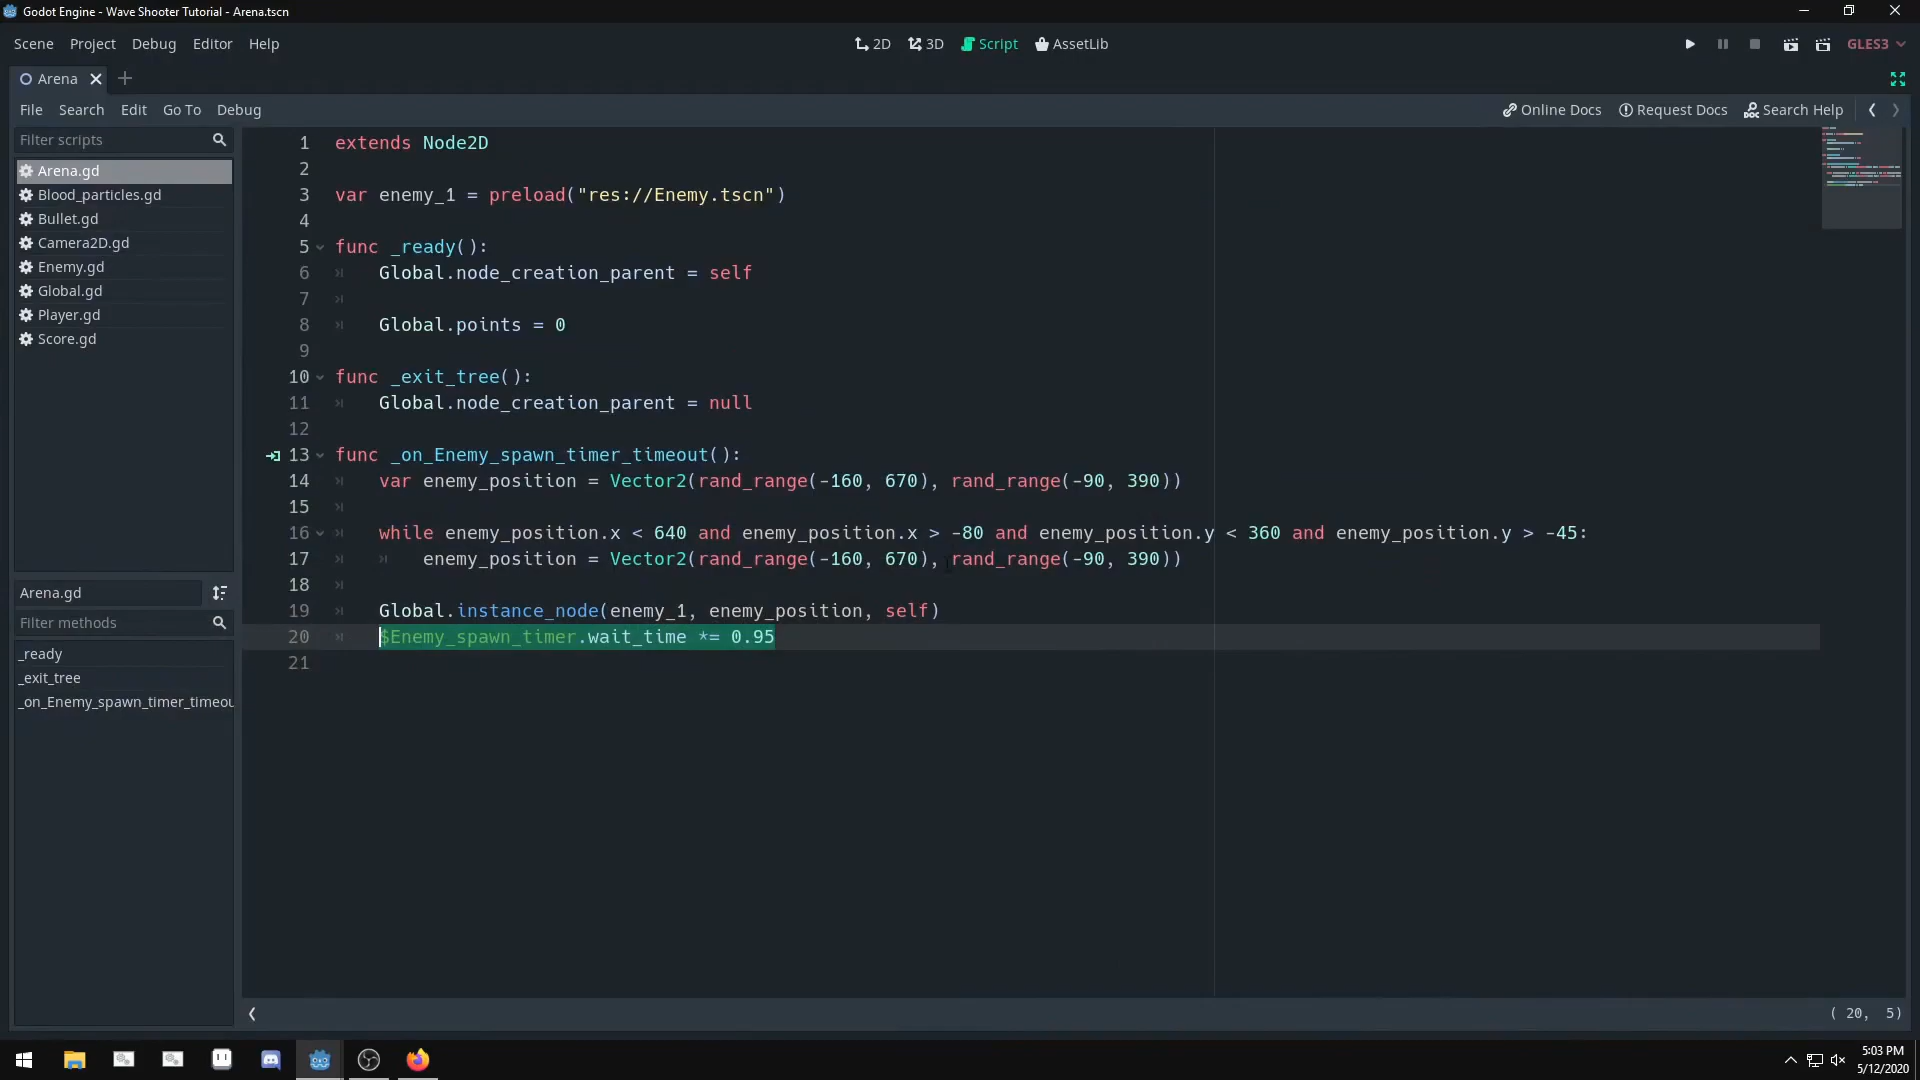 Godot Engine - Wave Shooter Tutorial - Arena.tscn
Scene Project Debug Editor Help
2D 3D Script AssetLib
GLES3
Arena
File Search Edit Go To Debug
Online Docs Request Docs Search Help
Filter scripts
Arena.gd
Blood_particles.gd
Bullet.gd
Camera2D.gd
Enemy.gd
Global.gd
Player.gd
Score.gd
Arena.gd
Filter methods
_ready
_exit_tree
_on_Enemy_spawn_timer_timeou
1 extends Node2D
2
3 var enemy_1 = preload("res://Enemy.tscn")
4
5 func _ready():
6 Global.node_creation_parent = self
7
8 Global.points = 0
9
10 func _exit_tree():
11 Global.node_creation_parent = null
12
13 func _on_Enemy_spawn_timer_timeout():
14 var enemy_position = Vector2(rand_range(-160, 670), rand_range(-90, 390))
15
16 while enemy_position.x < 640 and enemy_position.x > -80 and enemy_position.y < 360 and enemy_position.y > -45:
17 enemy_position = Vector2(rand_range(-160, 670), rand_range(-90, 390))
18
19 Global.instance_node(enemy_1, enemy_position, self)
20 $Enemy_spawn_timer.wait_time *= 0.95
21
( 20, 5)
5:03 PM
5/12/2020